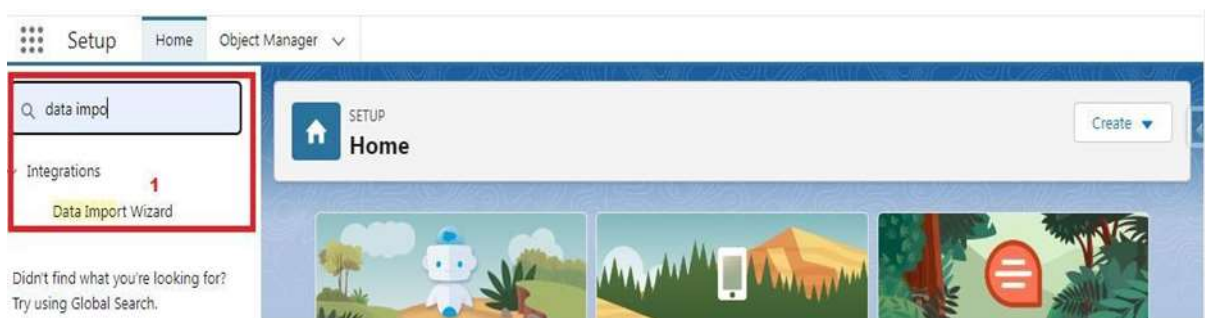 Setup Home Object Manager
data impo
SETUP
Home
Create
Integrations
1
Data Import Wizard
Didn't find what you're looking for?
Try using Global Search.